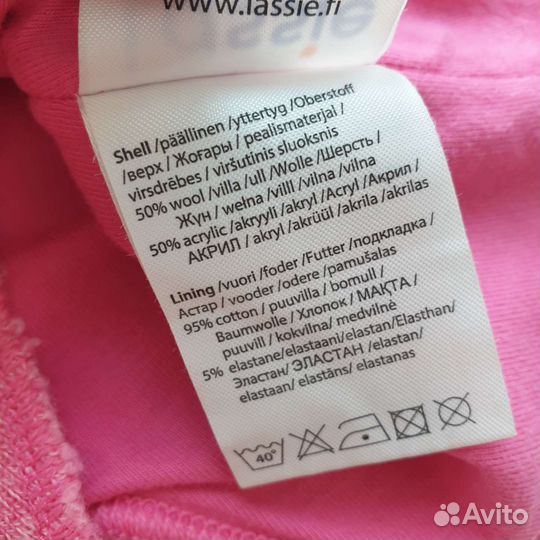 www.lassie.fi
Shell /päällinen /yttertyg /Oberstoff
/верх / Жоғары / pealismaterjal /
virsdrēbes / viršutinis sluoksnis
50% wool /villa /ull /Wolle /Шерсть /
Жүн / wełna /villl /vilna /vilna
50% acrylic /akryyli /akryl /Acryl /Акрил /
АКРИЛ / akryl /akrüül /akrila /akrilas
Lining /vuori /foder /Futter /подкладка /
Астар / vooder /odere /pamušalas
95% cotton / puuvilla / bomull /
Baumwolle / Хлопок / МАҚТА /
puuvill / kokvilna / medvilnė
5% elastane/elastaani/elastan/Elasthan/
Эластан/ ЭЛАСТАН /elastan/
elastaan/ elastāns/ elastanas
40°
Avito